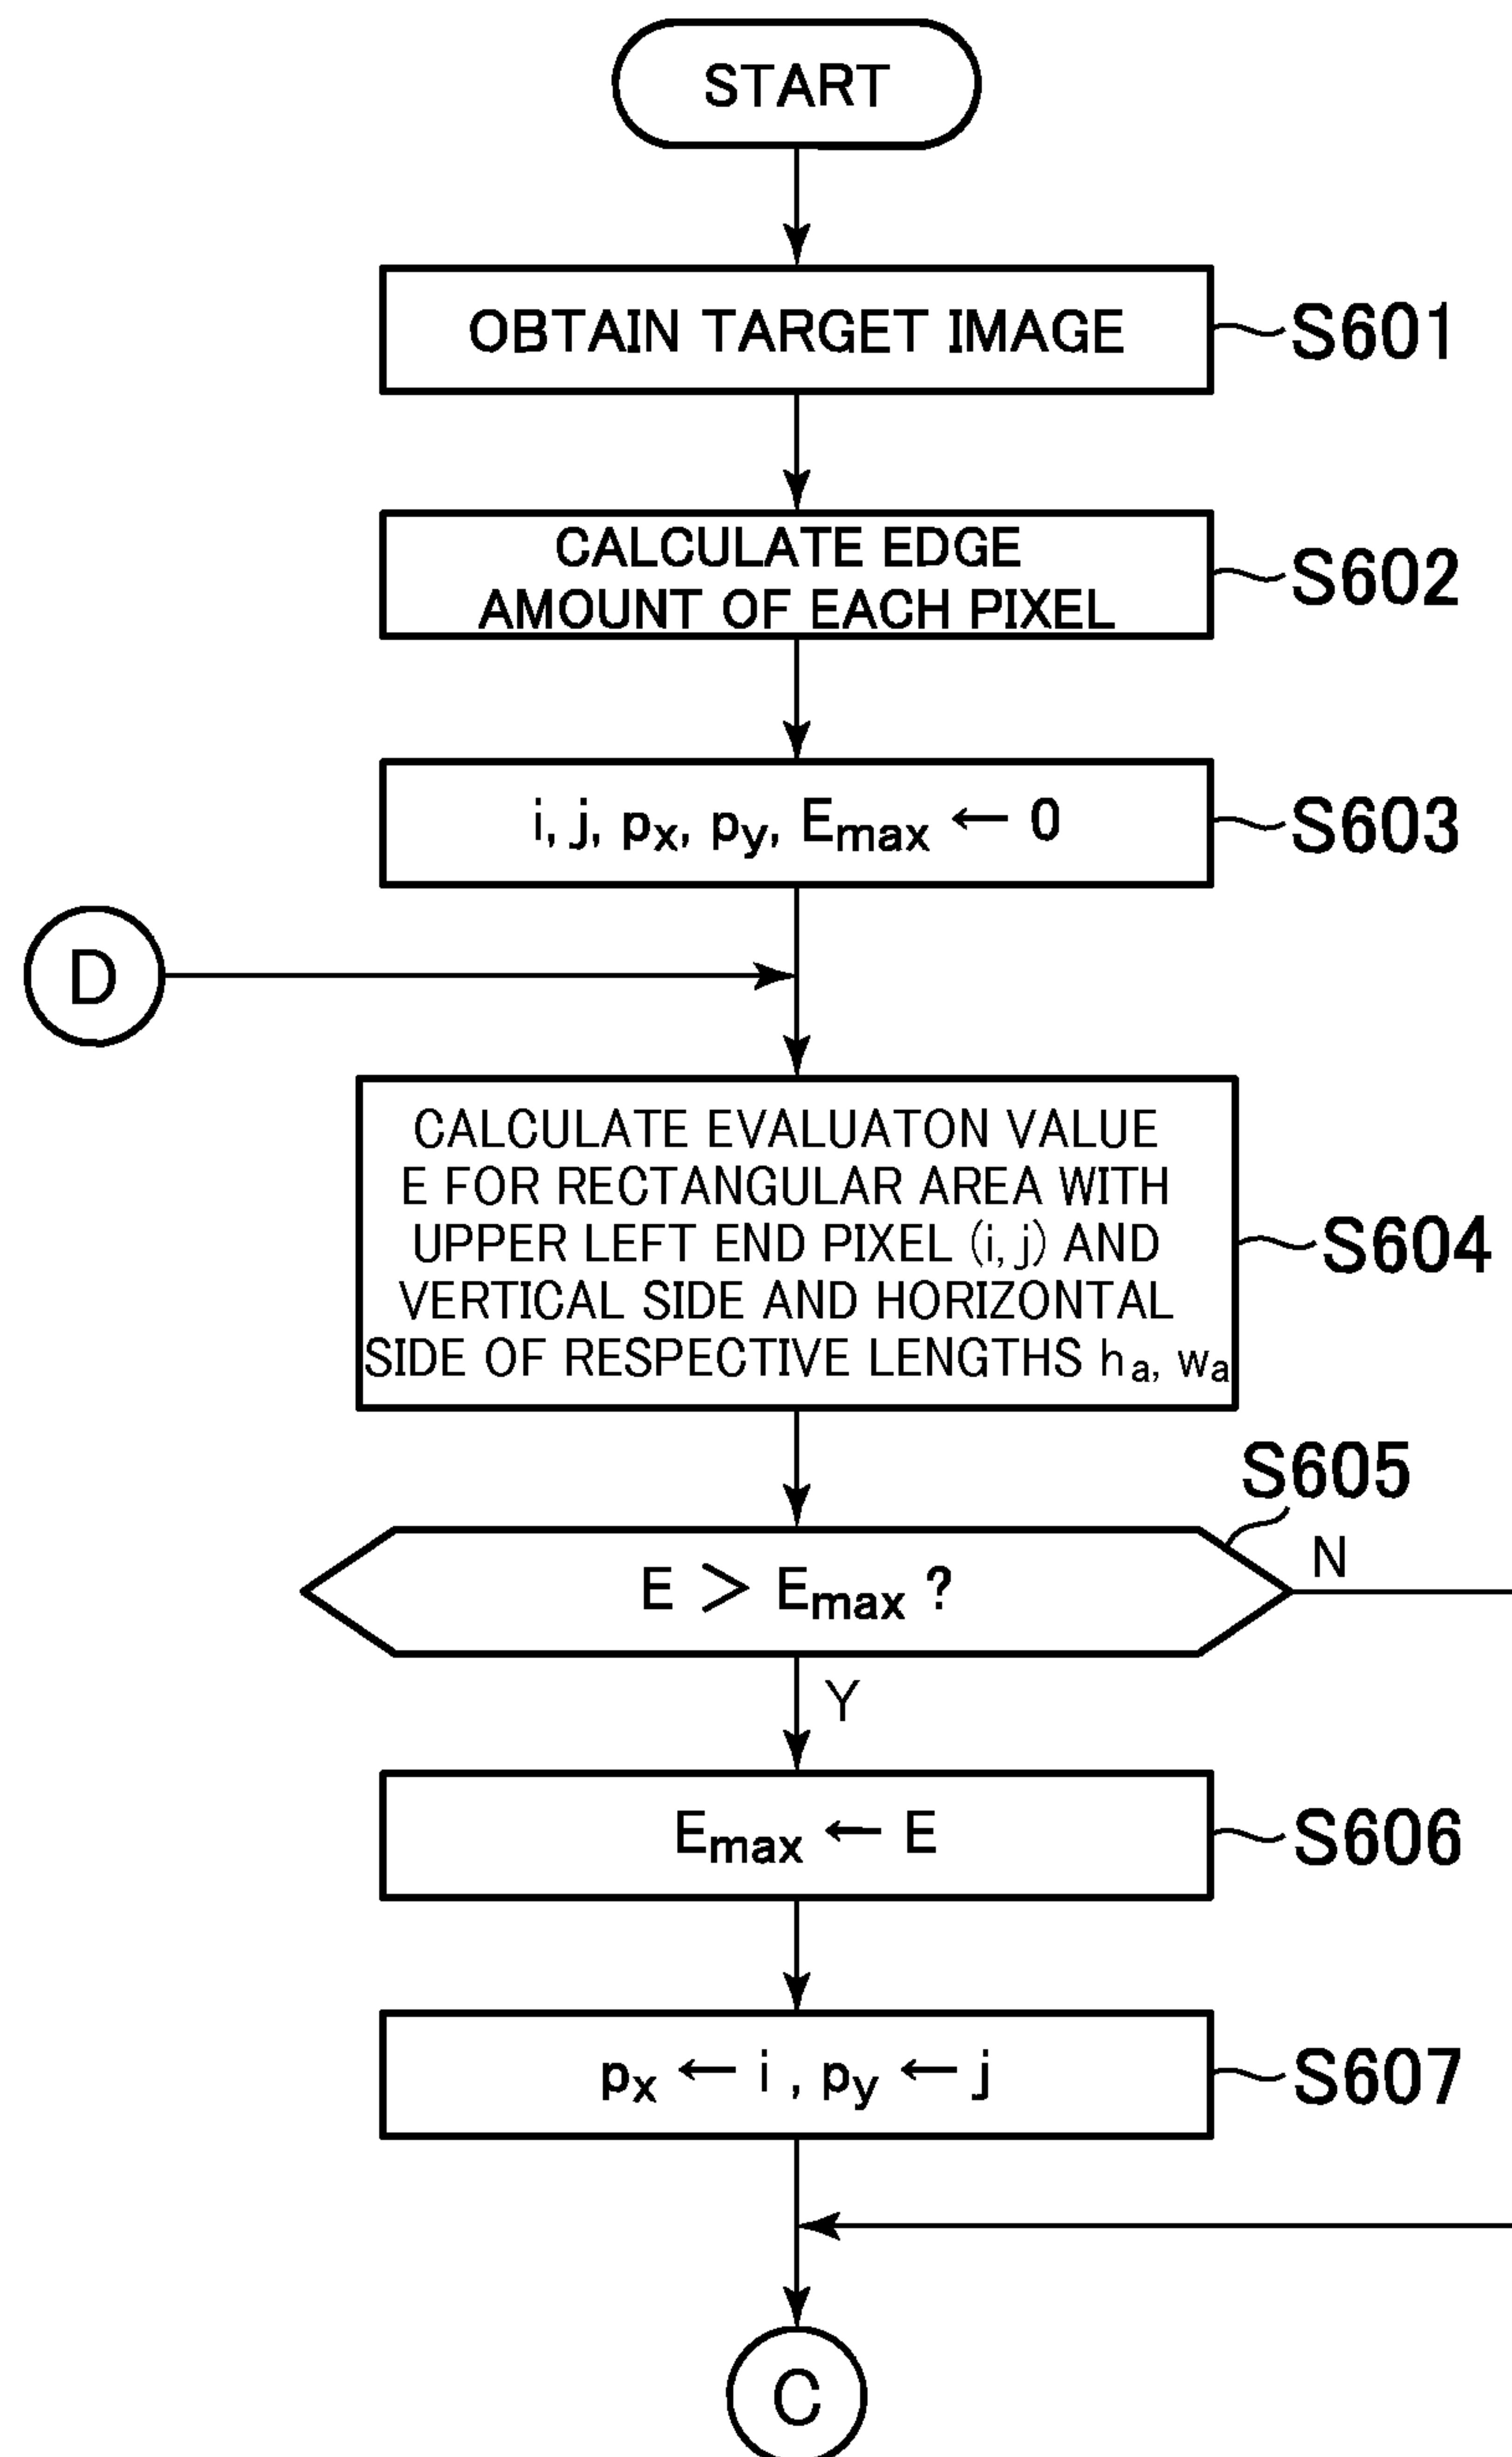 START
OBTAIN TARGET IMAGE
S601
CALCULATE EDGE
AMOUNT OF EACH PIXEL
S602
i, j, px, py, Emax ← 0
S603
D
CALCULATE EVALUATON VALUE
E FOR RECTANGULAR AREA WITH
UPPER LEFT END PIXEL (i, j) AND
VERTICAL SIDE AND HORIZONTAL
SIDE OF RESPECTIVE LENGTHS ha, wa
S604
S605
E > Emax ?
N
Y
Emax ← E
S606
px ← i , py ← j
S607
C